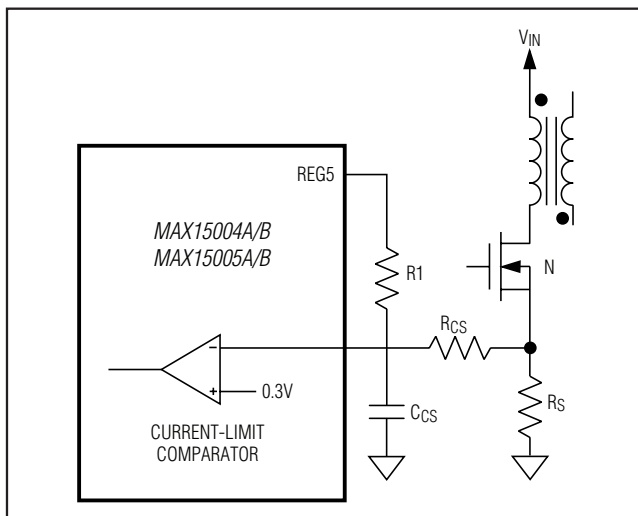 V_IN
REG5
MAX15004A/B
MAX15005A/B
R1
N
R_CS
0.3V
C_CS
R_S
CURRENT-LIMIT
COMPARATOR